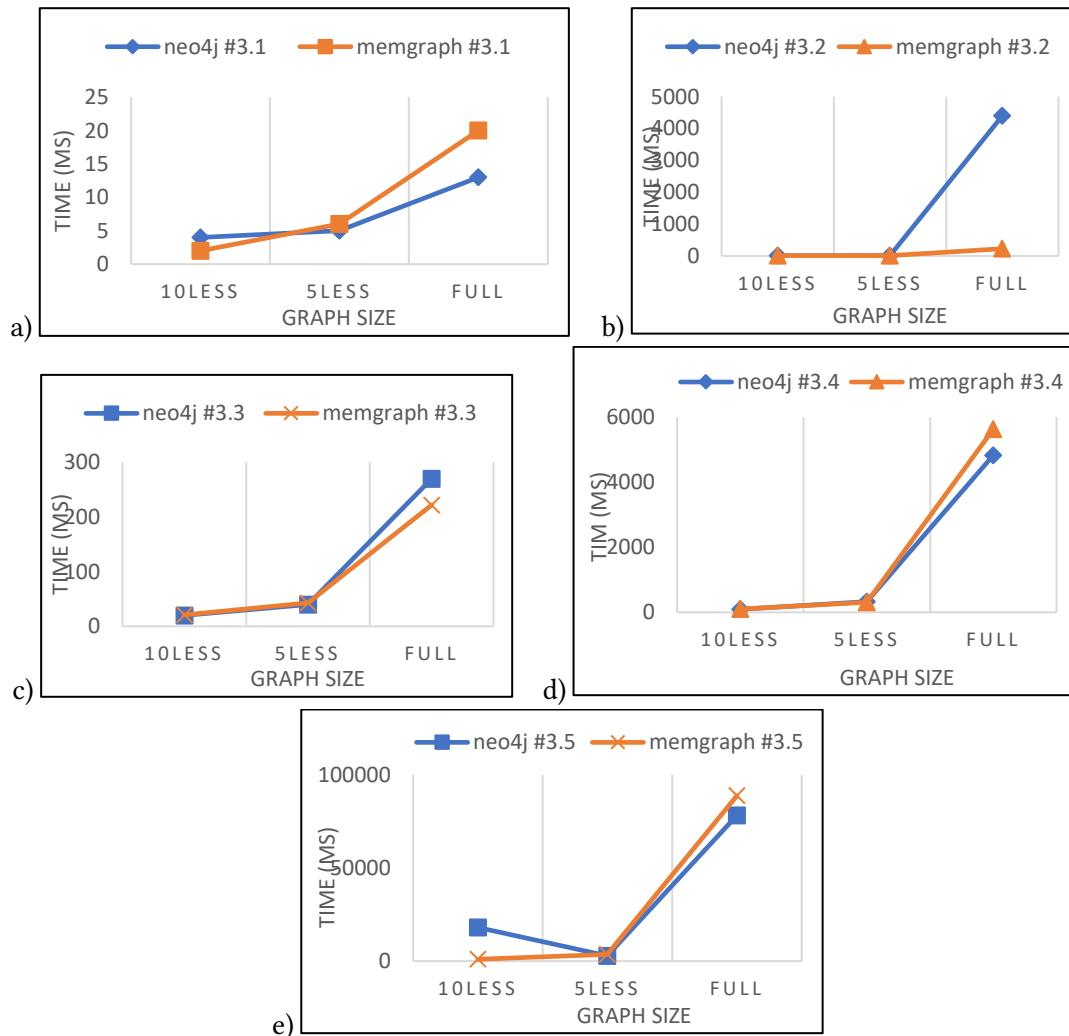 neo4j #3.1 memgraph #3.1
25
20
15
10
5
0
TIME (MS)
10LESS 5LESS FULL
GRAPH SIZE
a)
neo4j #3.2 memgraph #3.2
5000
4000
3000
2000
1000
0
TIME (MS)
10LESS 5LESS FULL
GRAPH SIZE
b)
neo4j #3.3 memgraph #3.3
300
200
100
0
TIME (MS)
10LESS 5LESS FULL
GRAPH SIZE
c)
neo4j #3.4 memgraph #3.4
6000
4000
2000
0
TIM (MS)
10LESS 5LESS FULL
GRAPH SIZE
d)
neo4j #3.5 memgraph #3.5
100000
50000
0
TIME (MS)
10LESS 5LESS FULL
GRAPH SIZE
e)